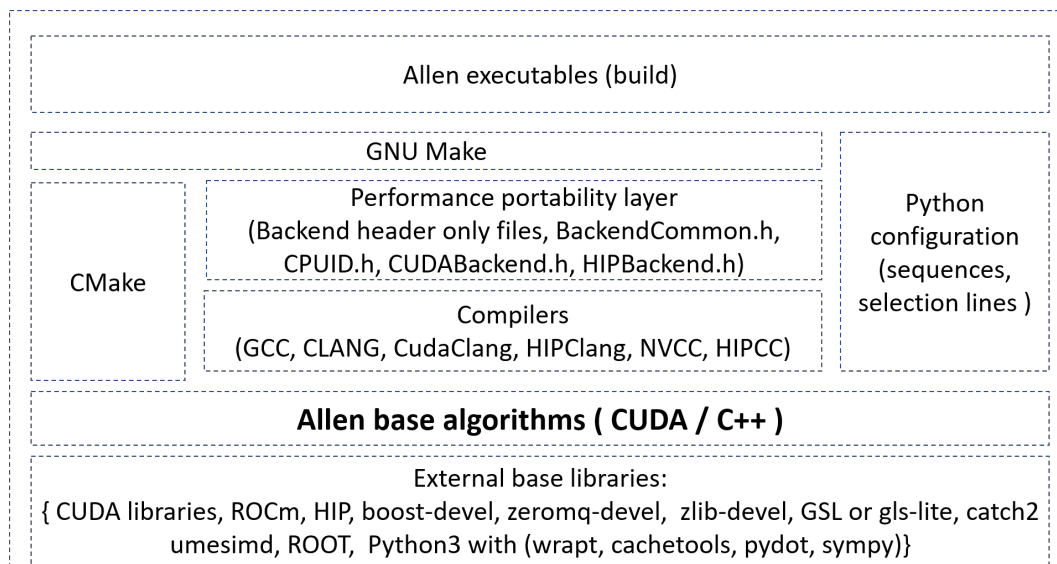 Allen executables (build)
GNU Make
CMake
Performance portability layer
(Backend header only files, BackendCommon.h,
CPUID.h, CUDABackend.h, HIPBackend.h)
Compilers
(GCC, CLANG, CudaClang, HIPClang, NVCC, HIPCC)
Python
configuration
(sequences,
selection lines )
Allen base algorithms ( CUDA / C++ )
External base libraries:
{ CUDA libraries, ROCm, HIP, boost-devel, zeromq-devel, zlib-devel, GSL or gls-lite, catch2
umesimd, ROOT, Python3 with (wrapt, cachetools, pydot, sympy)}